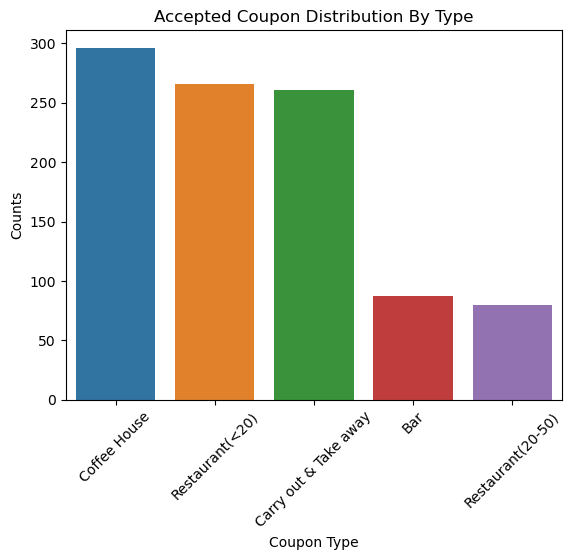 Accepted Coupon Distribution By Type
Counts
300
250
200
150
100
50
0
Coffee House
Restaurant(<20)
Carry out & Take away
Bar
Restaurant(20-50)
Coupon Type